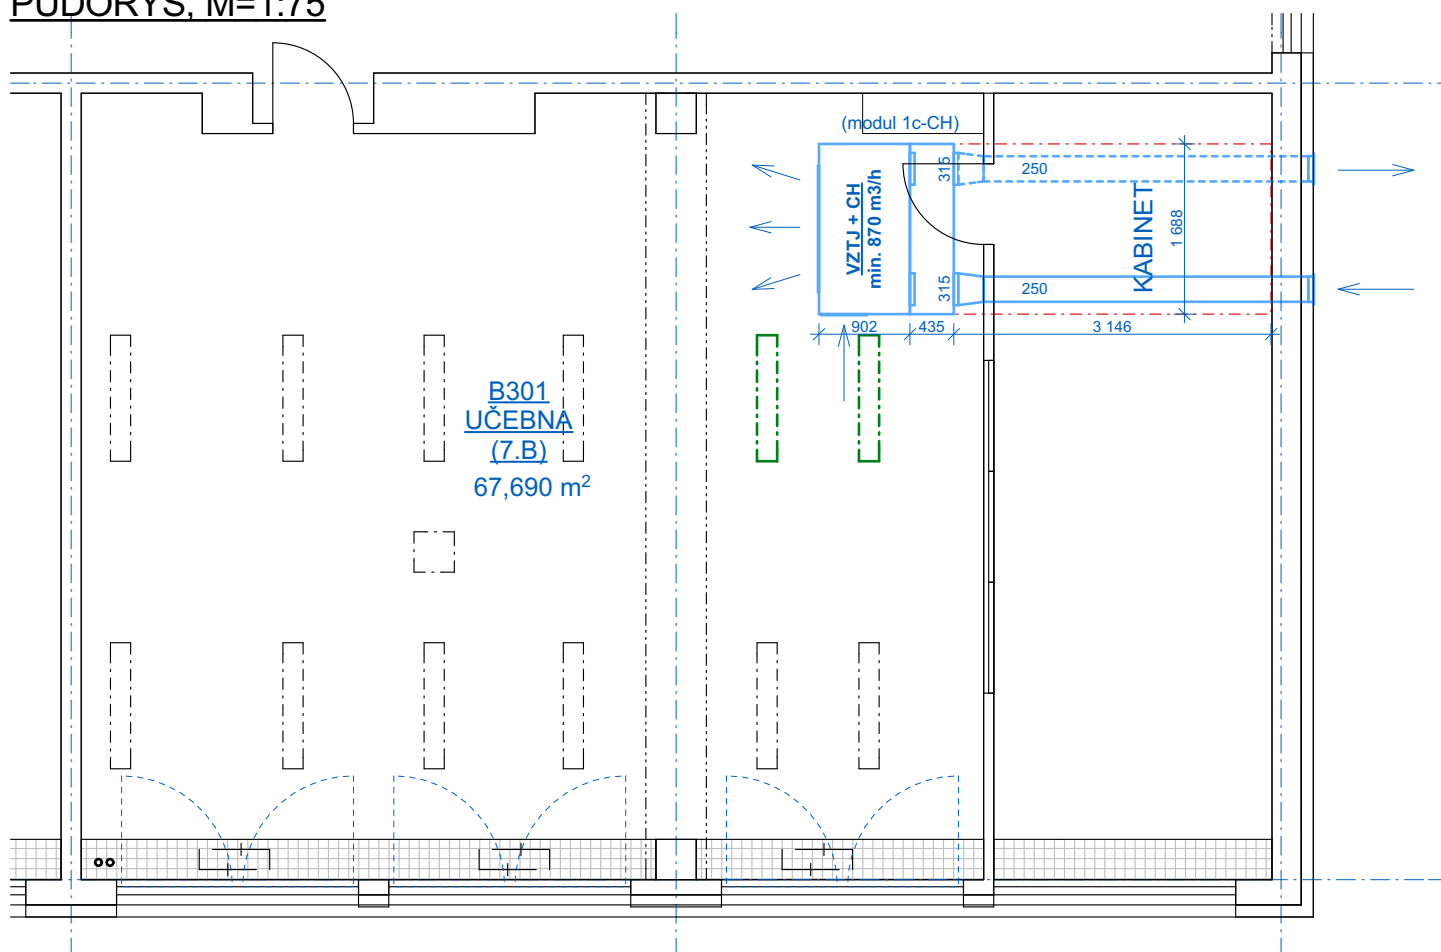 PŮDORYS, M=1:75
(modul 1c-CH)
VZTJ + CH
min. 870 m3/h
315
250
315
250
KABINET
1 688
902
435
3 146
B301
UČEBNA
(7.B)
67,690 m²